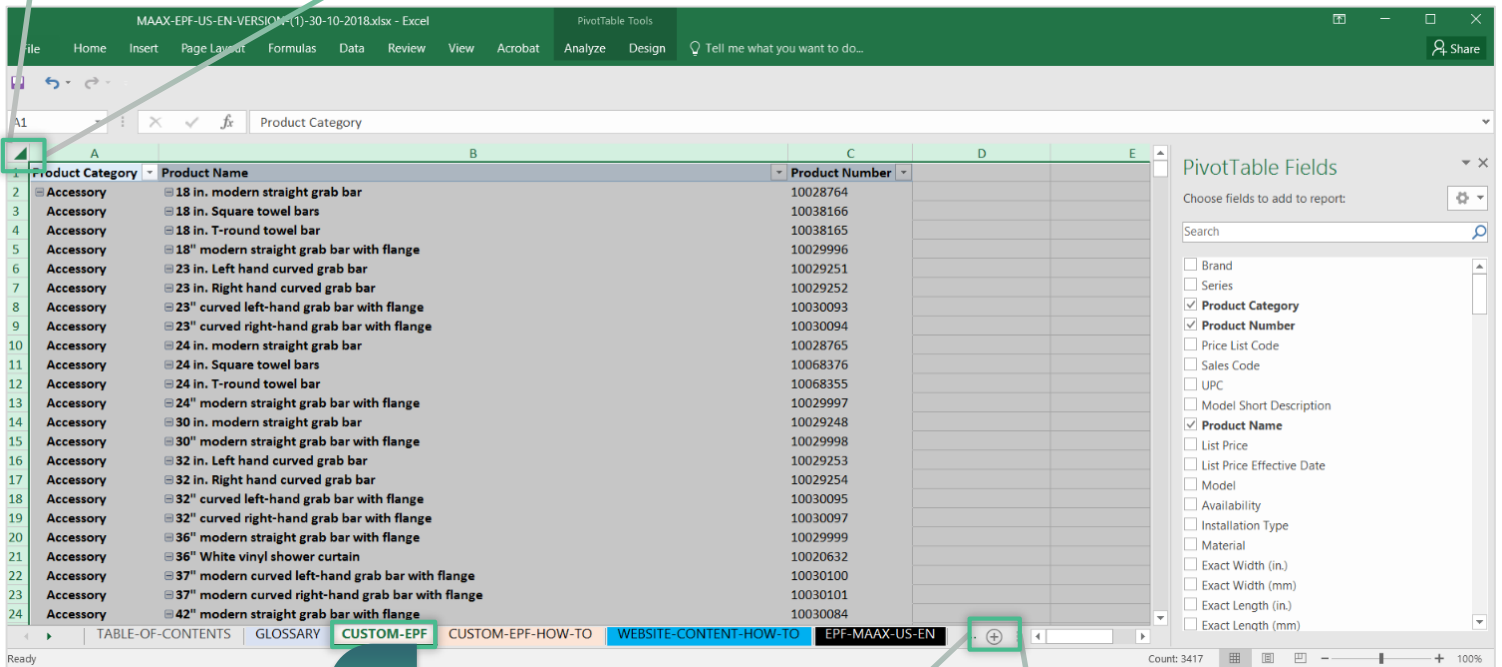 MAAX-EPF-US-EN-VERSION-(1)-30-10-2018.xlsx - Excel PivotTable Tools
File Home Insert Page Layout Formulas Data Review View Acrobat Analyze Design Tell me what you want to do... Share
A1 fx Product Category
A B C D E
1 Product Category Product Name Product Number
2 Accessory 18 in. modern straight grab bar 10028764
3 Accessory 18 in. Square towel bars 10038166
4 Accessory 18 in. T-round towel bar 10038165
5 Accessory 18" modern straight grab bar with flange 10029996
6 Accessory 23 in. Left hand curved grab bar 10029251
7 Accessory 23 in. Right hand curved grab bar 10029252
8 Accessory 23" curved left-hand grab bar with flange 10030093
9 Accessory 23" curved right-hand grab bar with flange 10030094
10 Accessory 24 in. modern straight grab bar 10028765
11 Accessory 24 in. Square towel bars 10068376
12 Accessory 24 in. T-round towel bar 10068355
13 Accessory 24" modern straight grab bar with flange 10029997
14 Accessory 30 in. modern straight grab bar 10029248
15 Accessory 30" modern straight grab bar with flange 10029998
16 Accessory 32 in. Left hand curved grab bar 10029253
17 Accessory 32 in. Right hand curved grab bar 10029254
18 Accessory 32" curved left-hand grab bar with flange 10030095
19 Accessory 32" curved right-hand grab bar with flange 10030097
20 Accessory 36" modern straight grab bar with flange 10029999
21 Accessory 36" White vinyl shower curtain 10020632
22 Accessory 37" modern curved left-hand grab bar with flange 10030100
23 Accessory 37" modern curved right-hand grab bar with flange 10030101
24 Accessory 42" modern straight grab bar with flange 10030084
TABLE-OF-CONTENTS GLOSSARY CUSTOM-EPF CUSTOM-EPF-HOW-TO WEBSITE-CONTENT-HOW-TO EPF-MAAX-US-EN
Ready Count: 3417 100%
PivotTable Fields
Choose fields to add to report:
Search
Brand
Series
Product Category
Product Number
Price List Code
Sales Code
UPC
Model Short Description
Product Name
List Price
List Price Effective Date
Model
Availability
Installation Type
Material
Exact Width (in.)
Exact Width (mm)
Exact Length (in.)
Exact Length (mm)